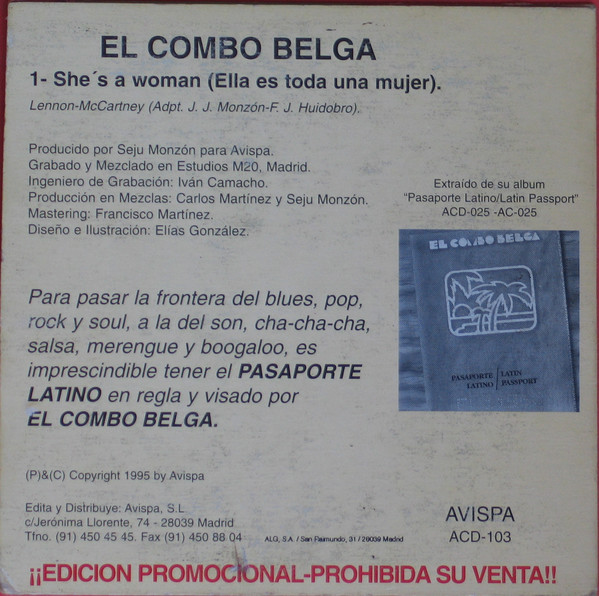 EL COMBO BELGA
1- She´s a woman (Ella es toda una mujer).
Lennon-McCartney (Adpt. J. J. Monzón-F. J. Huidobro).
Producido por Seju Monzón para Avispa.
Grabado y Mezclado en Estudios M20, Madrid.
Ingeniero de Grabación: Iván Camacho.
Producción en Mezclas: Carlos Martínez y Seju Monzón.
Mastering: Francisco Martínez.
Diseño e Ilustración: Elías González.
Extraído de su album
"Pasaporte Latino/Latin Passport"
ACD-025 -AC-025
EL COMBO BELGA
PASAPORTE LATIN
LATINO PASSPORT
Para pasar la frontera del blues, pop,
rock y soul, a la del son, cha-cha-cha,
salsa, merengue y boogaloo, es
imprescindible tener el PASAPORTE
LATINO en regla y visado por
EL COMBO BELGA.
(P)&(C) Copyright 1995 by Avispa
Edita y Distribuye: Avispa, S.L.
c/Jerónima Llorente, 74 - 28039 Madrid
Tfno. (91) 450 45 45. Fax (91) 450 88 04
ALG, S.A. / San Raimundo, 31 / 28039 Madrid
AVISPA
ACD-103
¡¡EDICION PROMOCIONAL-PROHIBIDA SU VENTA!!